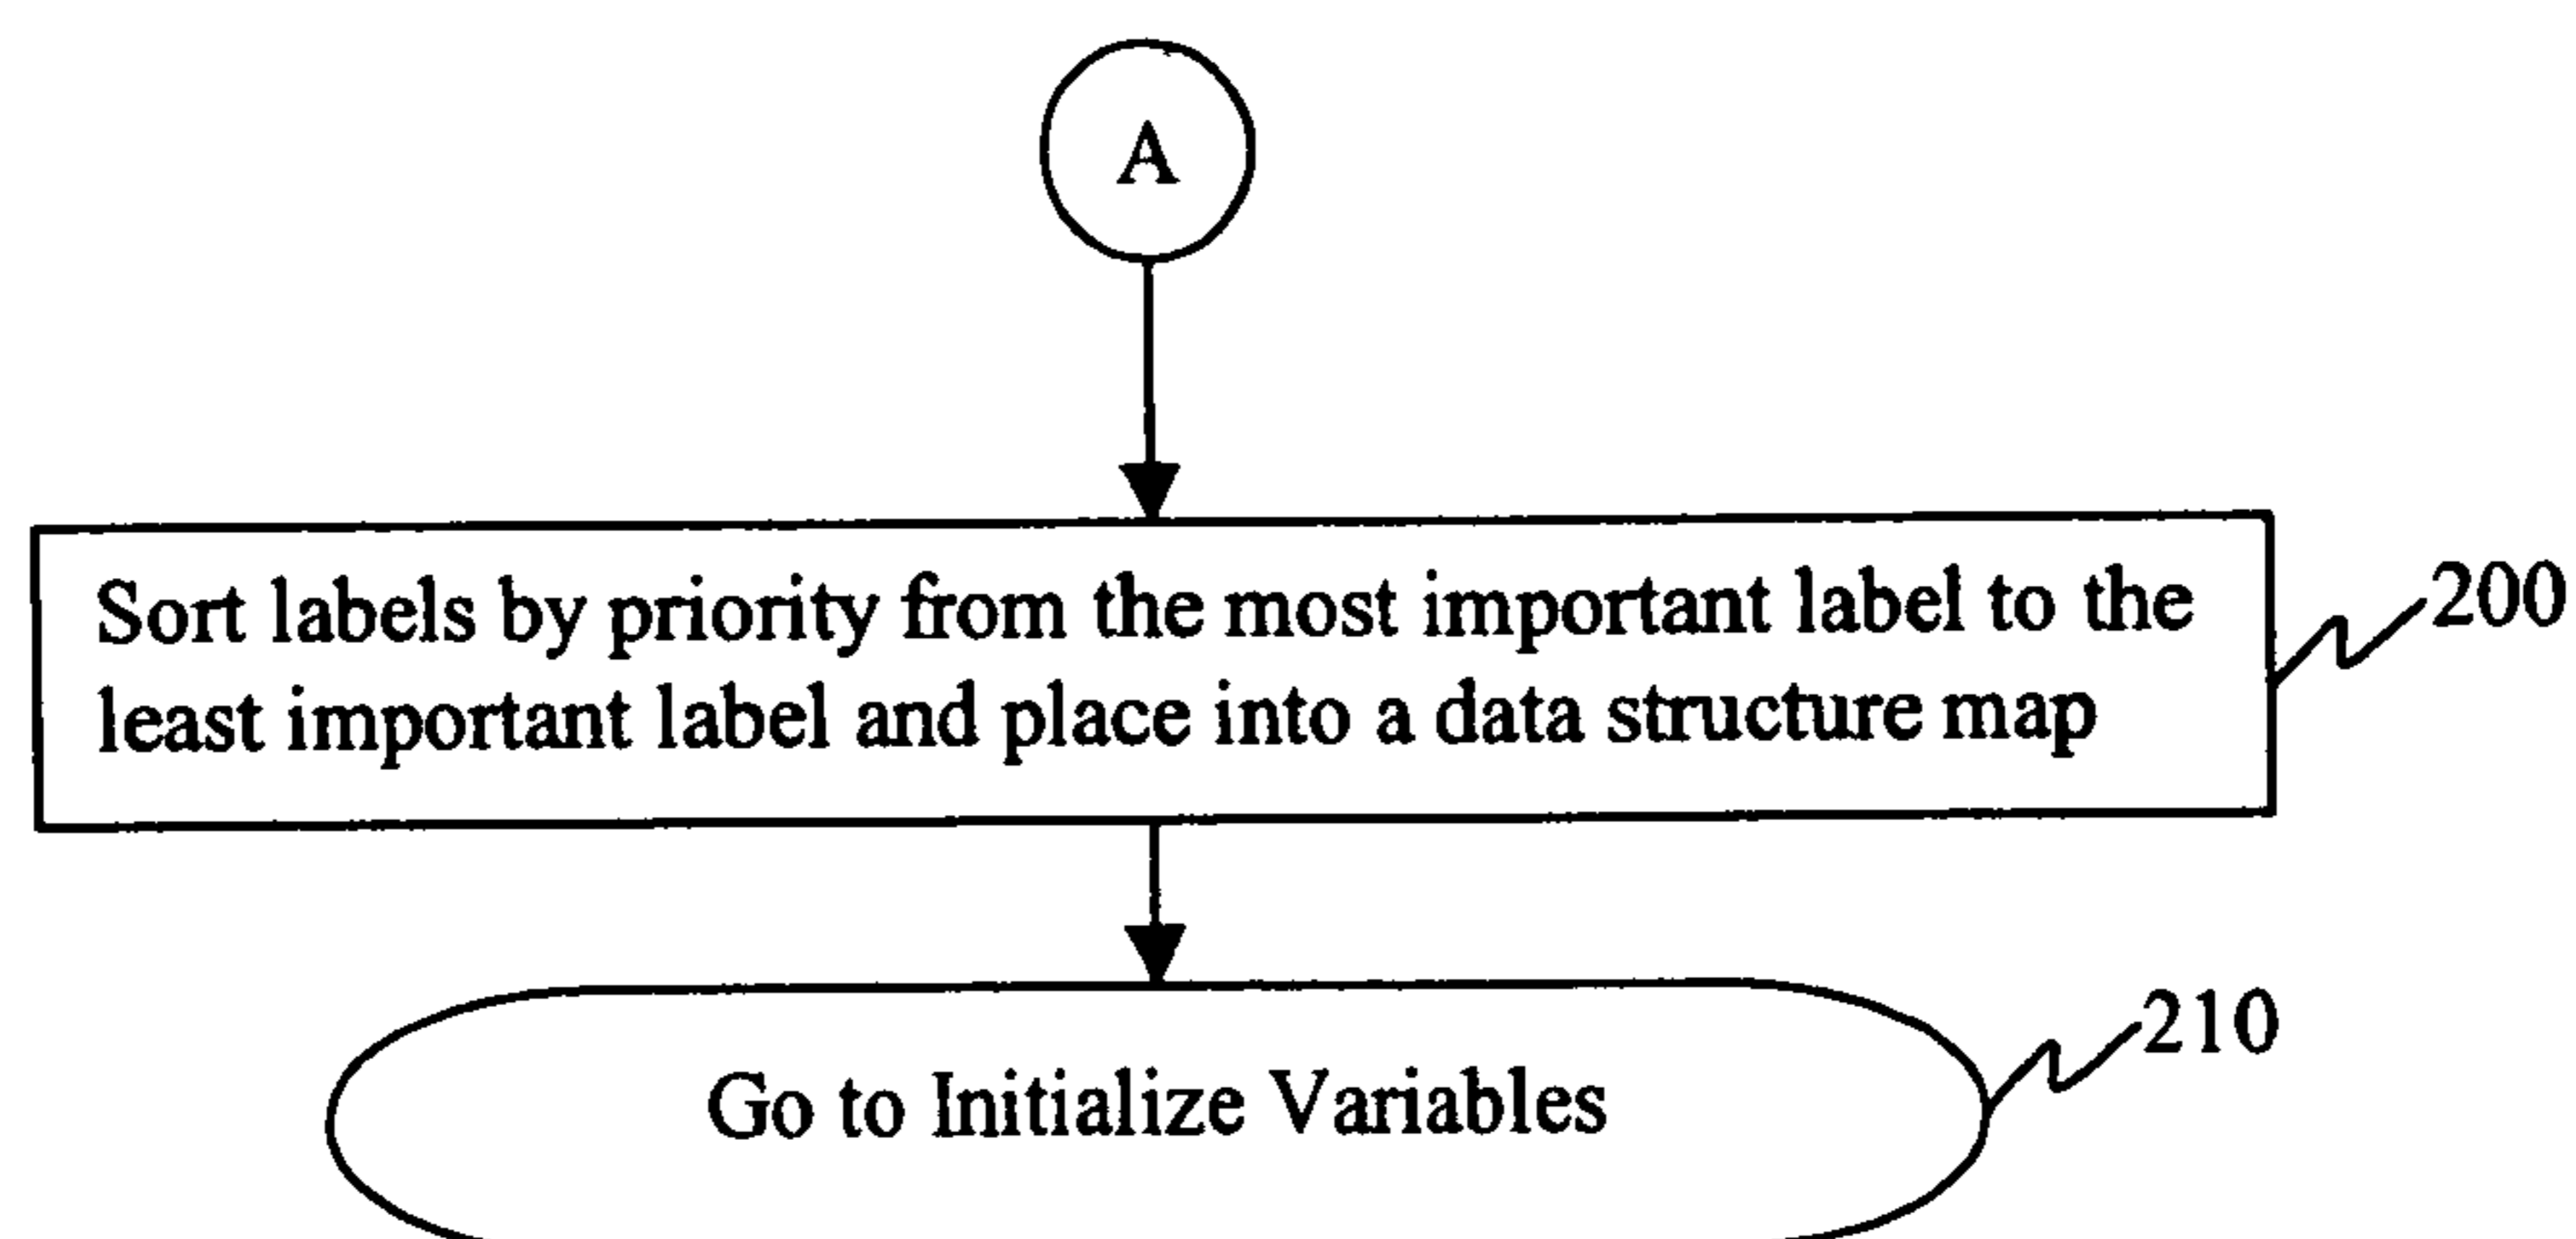 A
Sort labels by priority from the most important label to the
200
least important label and place into a data structure map
210
Go to Initialize Variables